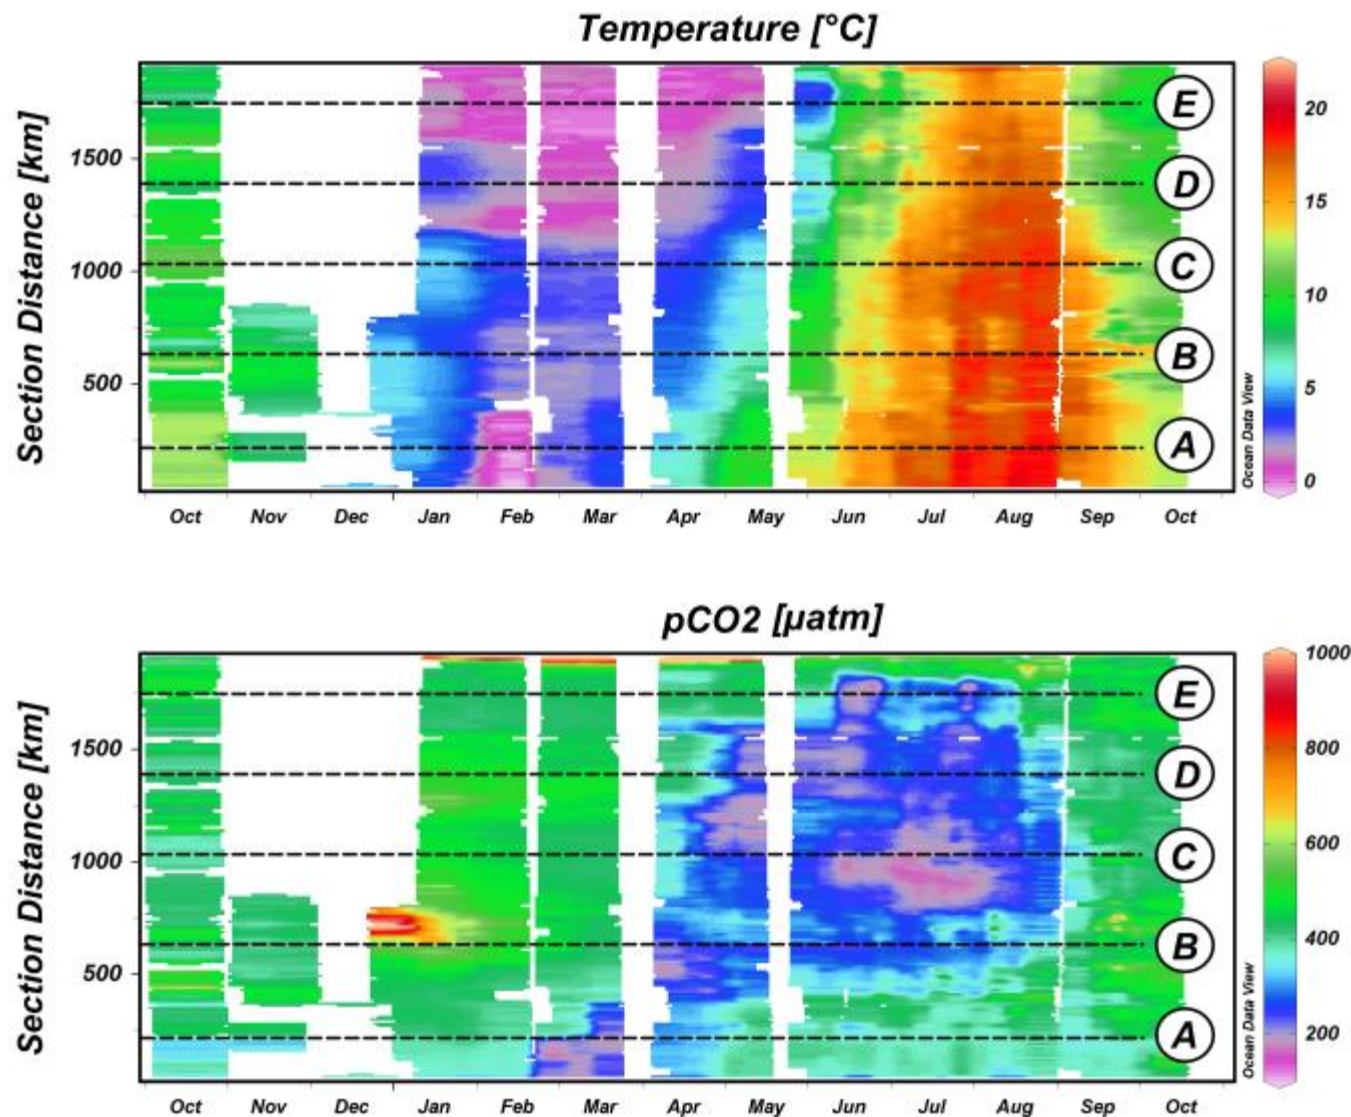 Temperature [°C]
Section Distance [km]
1500
1000
500
E
D
C
B
A
Ocean Data View
20
15
10
5
0
Oct Nov Dec Jan Feb Mar Apr May Jun Jul Aug Sep Oct
pCO2 [µatm]
Section Distance [km]
1500
1000
500
E
D
C
B
A
Ocean Data View
1000
800
600
400
200
Oct Nov Dec Jan Feb Mar Apr May Jun Jul Aug Sep Oct